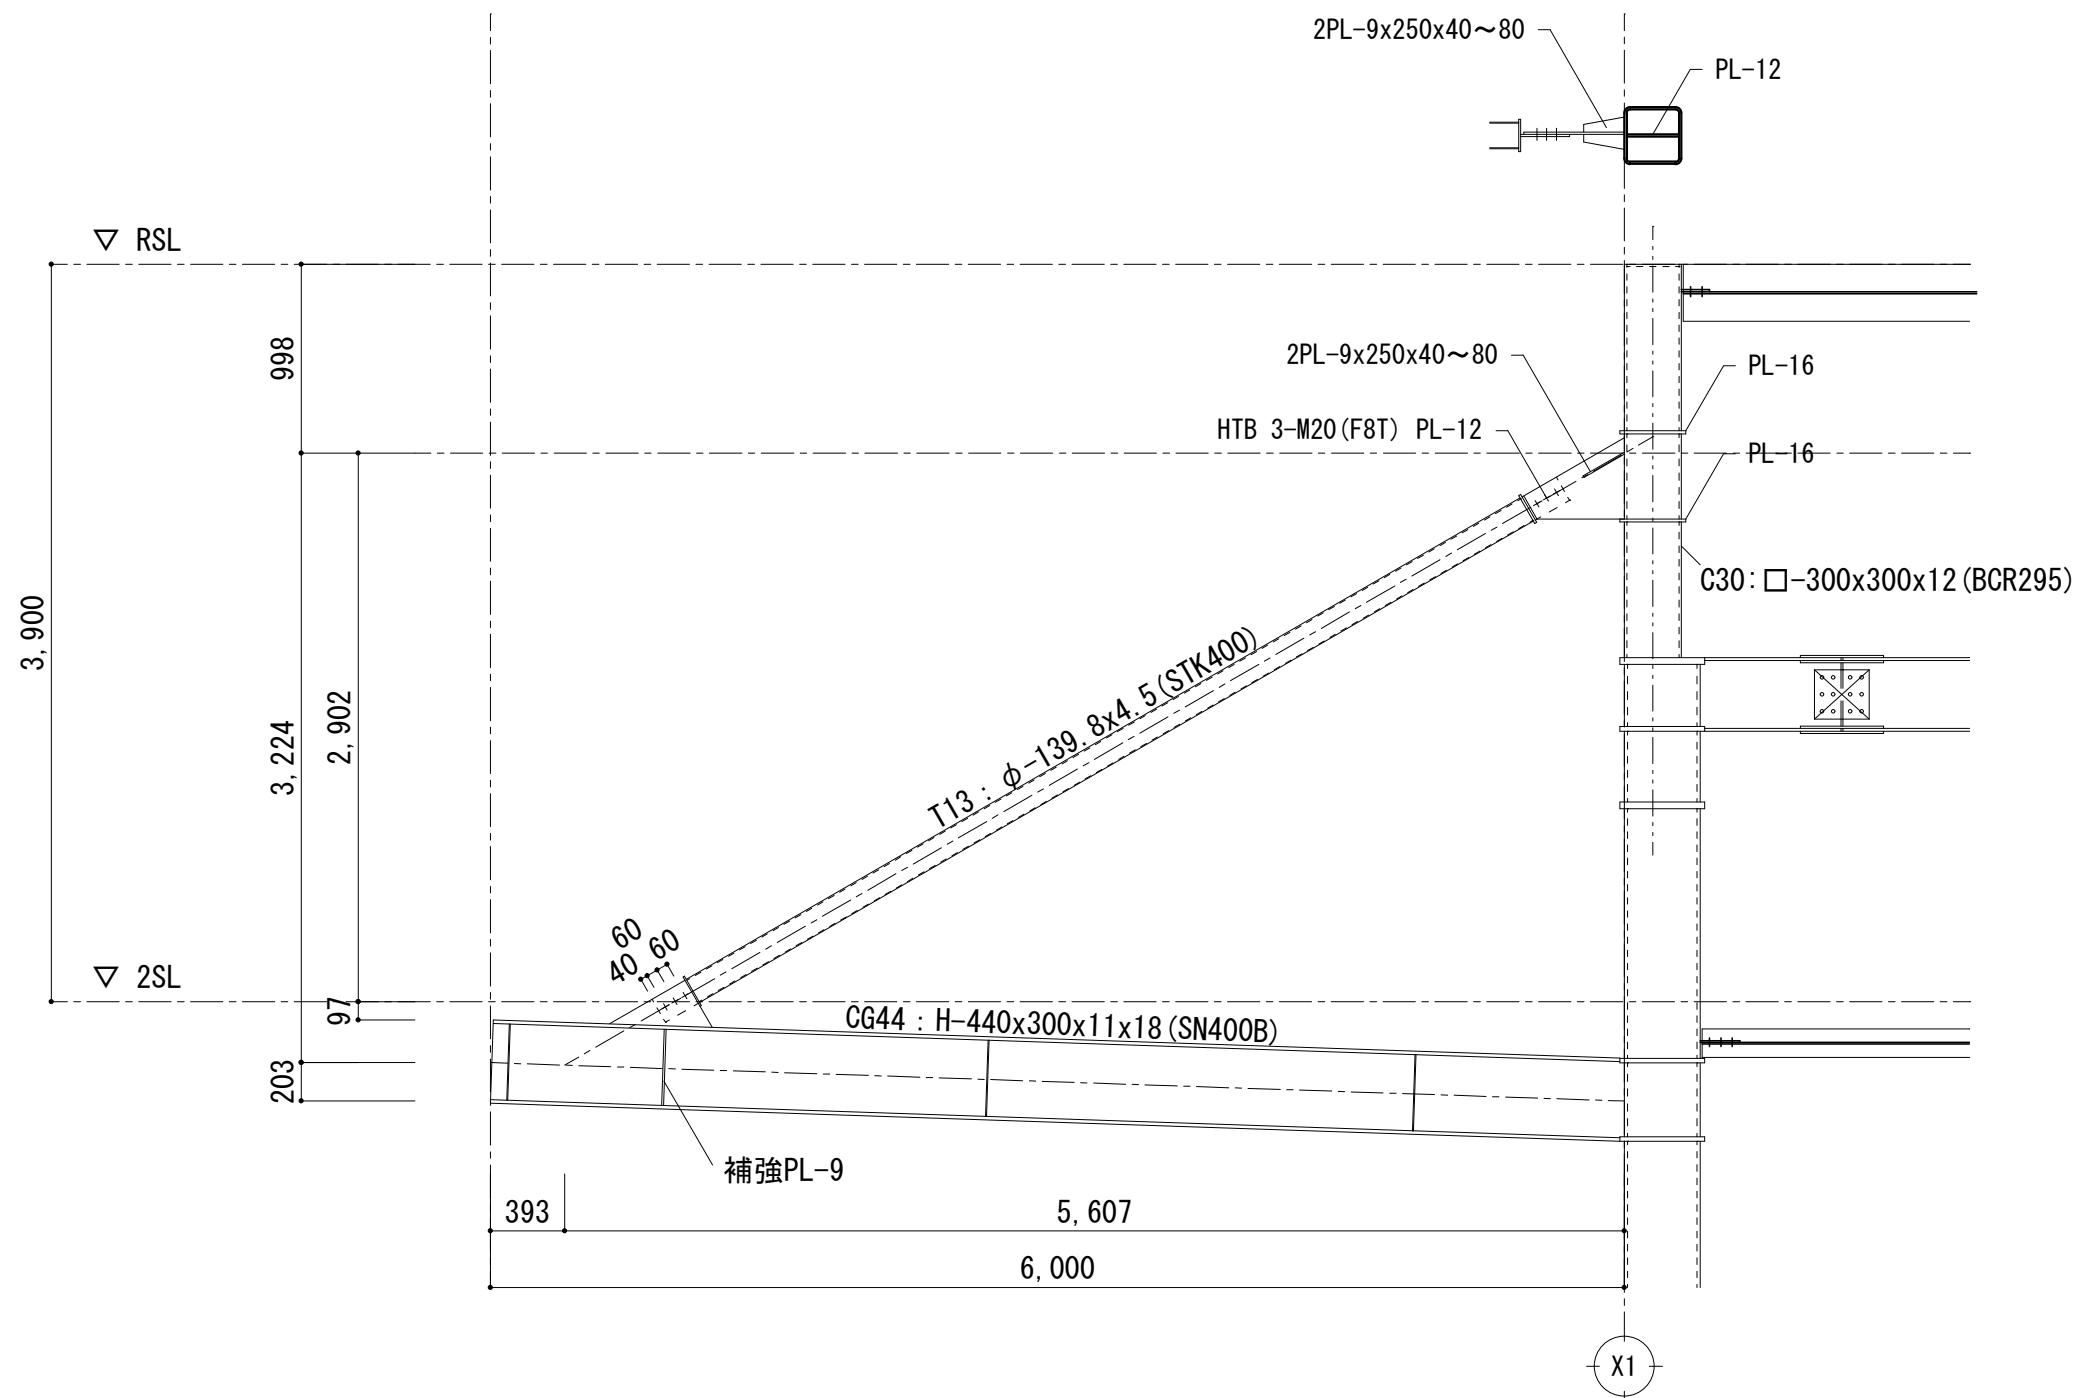 2PL-9x250x40～80
PL-12
▽ RSL
998
2PL-9x250x40～80
PL-16
HTB 3-M20(F8T) PL-12
PL-16
C30:□-300x300x12(BCR295)
3,900
3,224
2,902
T13 : φ-139.8x4.5(STK400)
60
60
40
▽ 2SL
97
CG44 : H-440x300x11x18(SN400B)
203
補強PL-9
393
5,607
6,000
X1